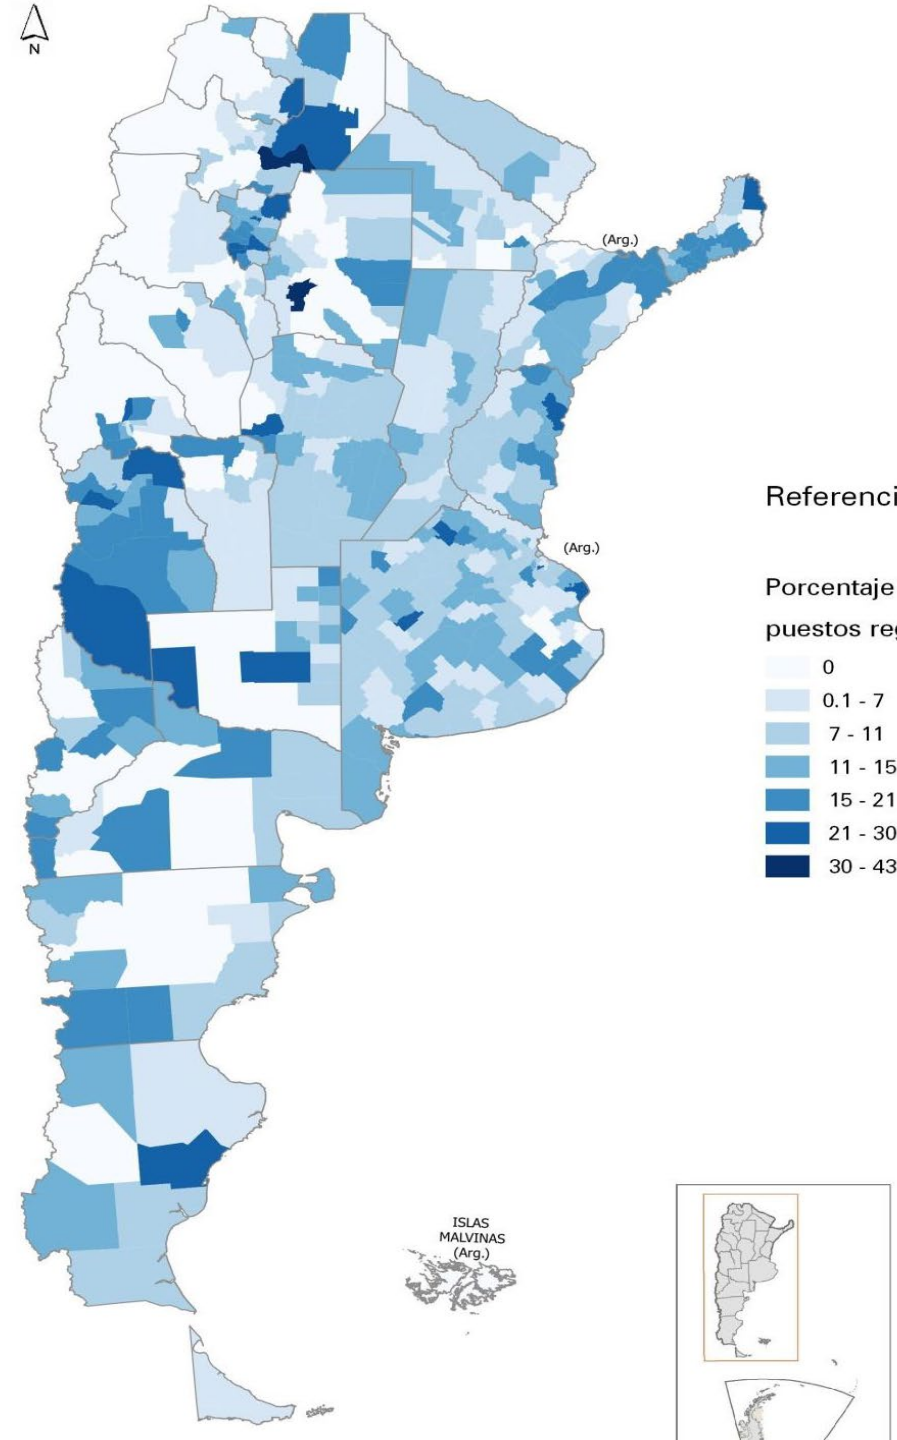 N
(Arg.)
Referenci
(Arg.)
Porcentaje
puestos reg
0
0.1 - 7
7 - 11
11 - 15
15 - 21
21 - 30
30 - 43
ISLAS
MALVINAS
(Arg.)